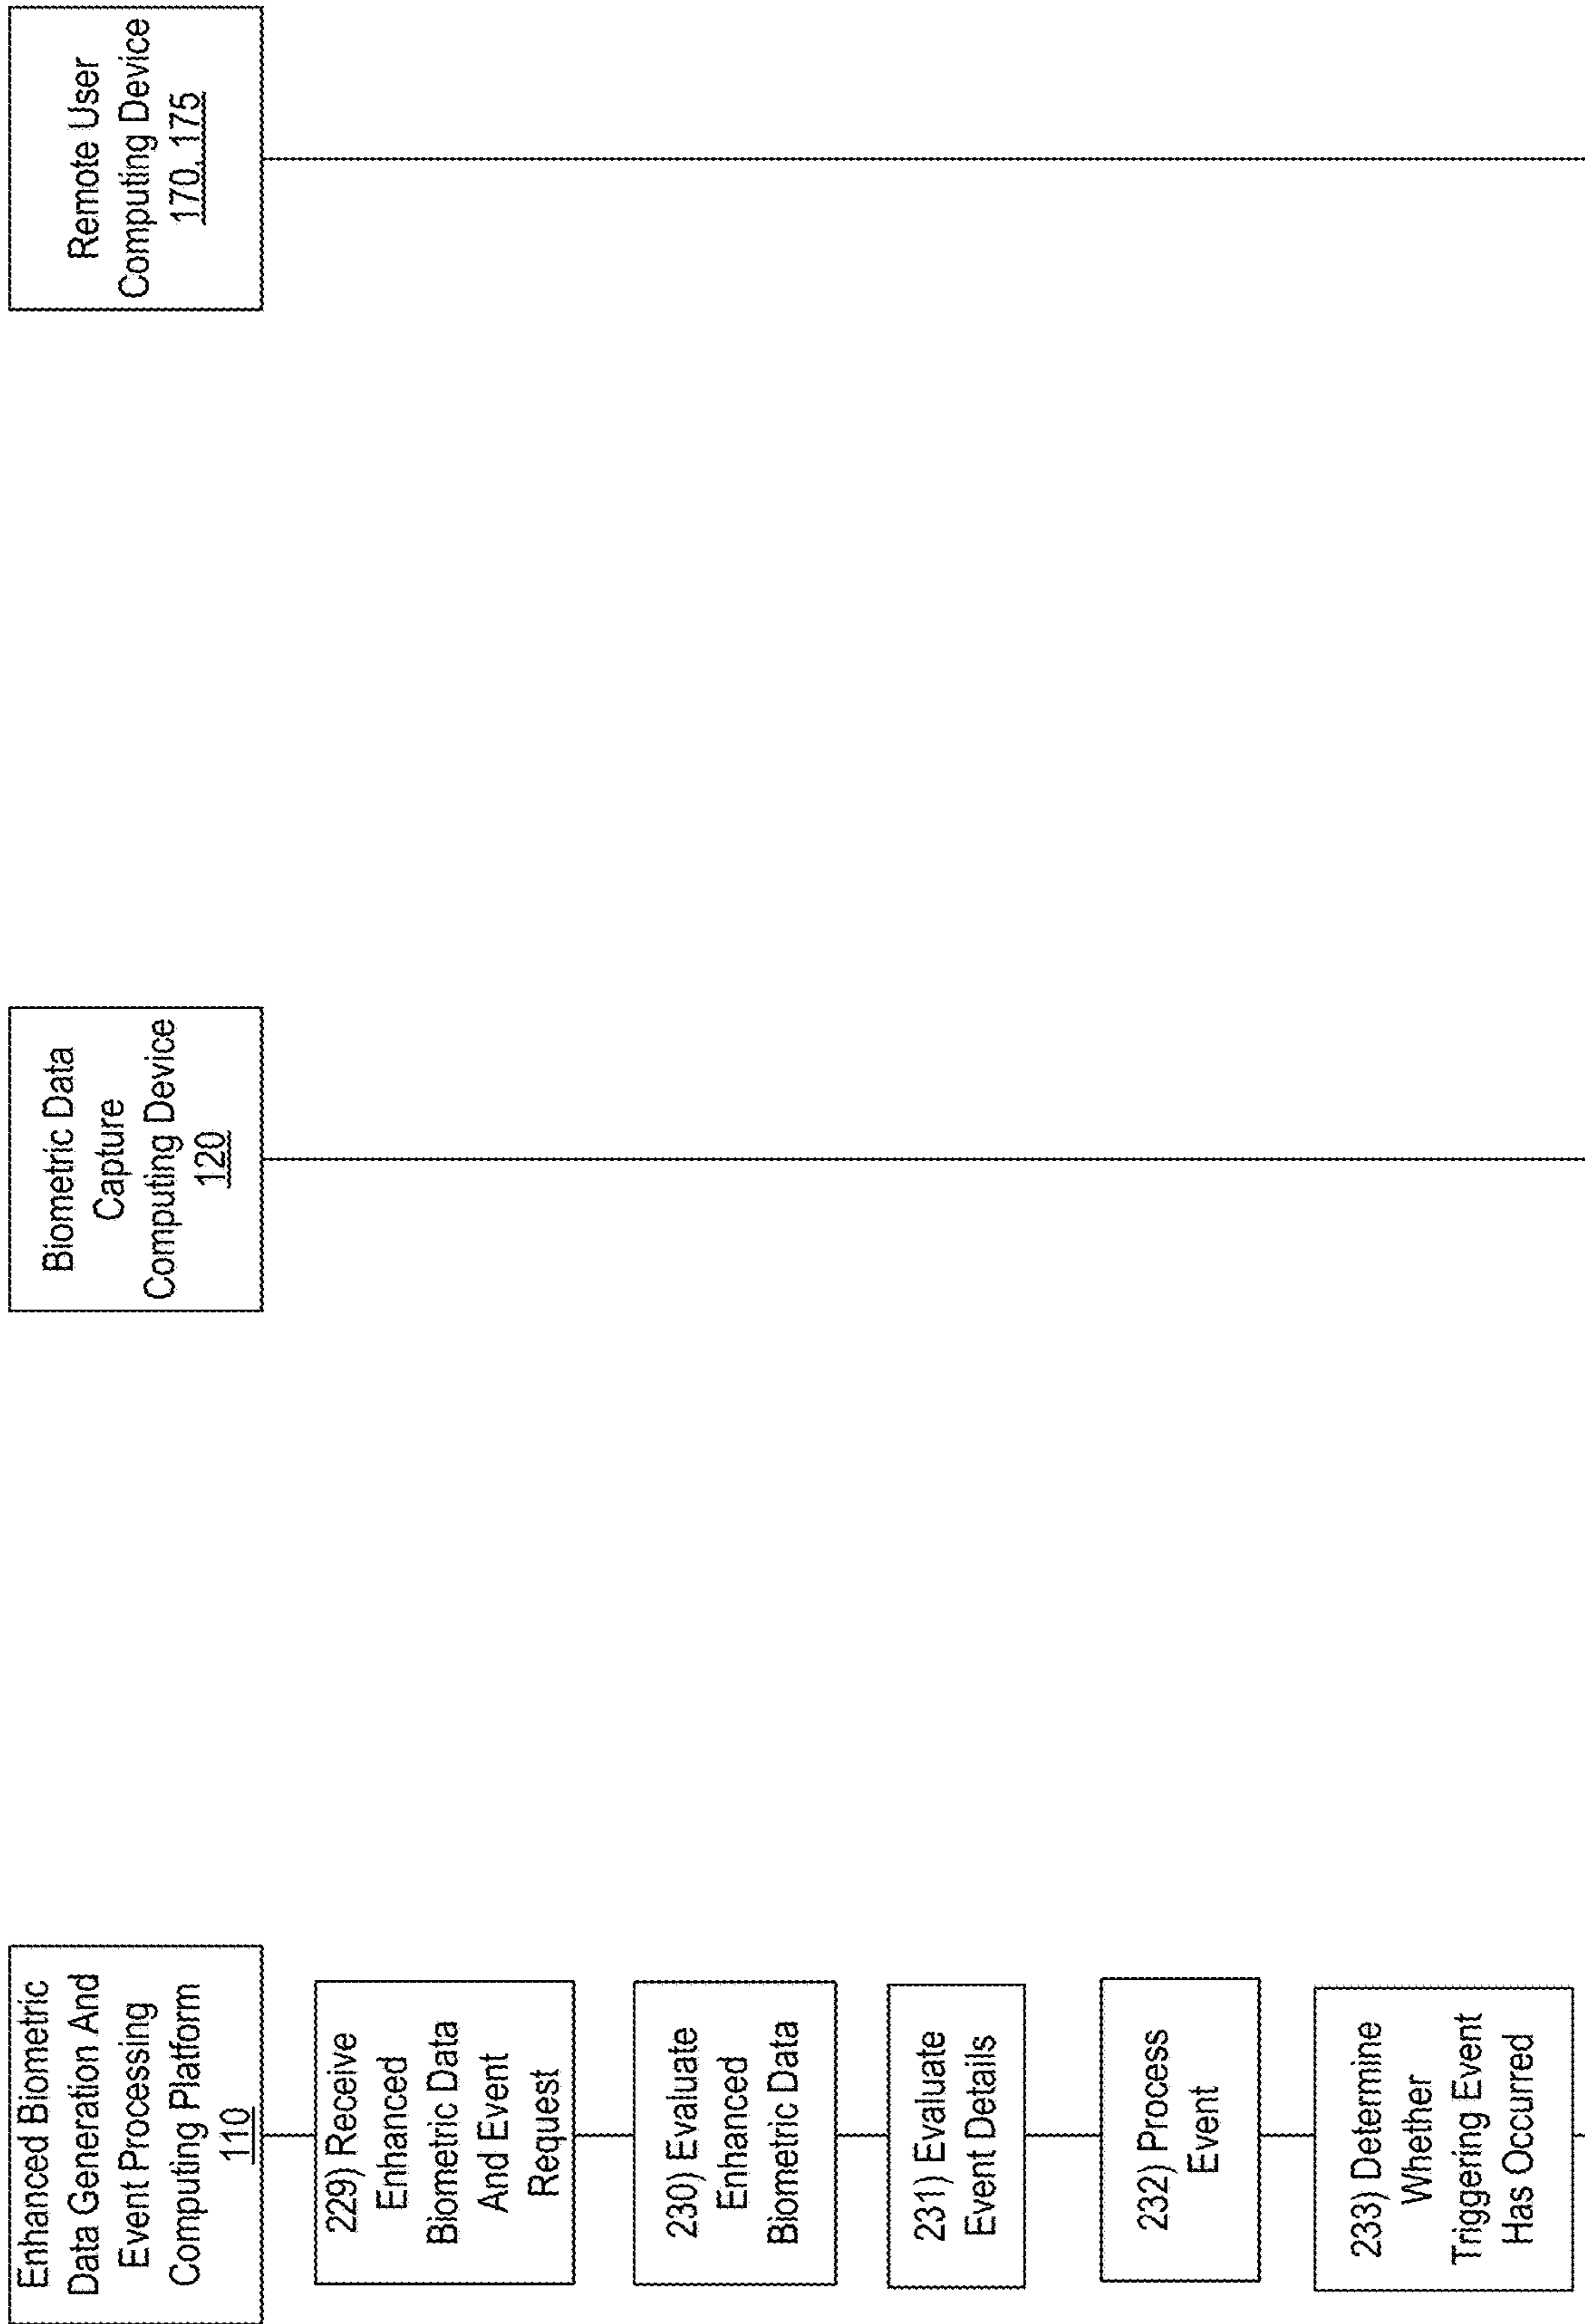 Enhanced Biometric
Data Generation And
Event Processing
Computing Platform
110
Biometric Data
Capture
Computing Device
120
Remote User
Computing Device
170, 175
229) Receive
Enhanced
Biometric Data
And Event
Request
230) Evaluate
Enhanced
Biometric Data
231) Evaluate
Event Details
232) Process
Event
233) Determine
Whether
Triggering Event
Has Occurred